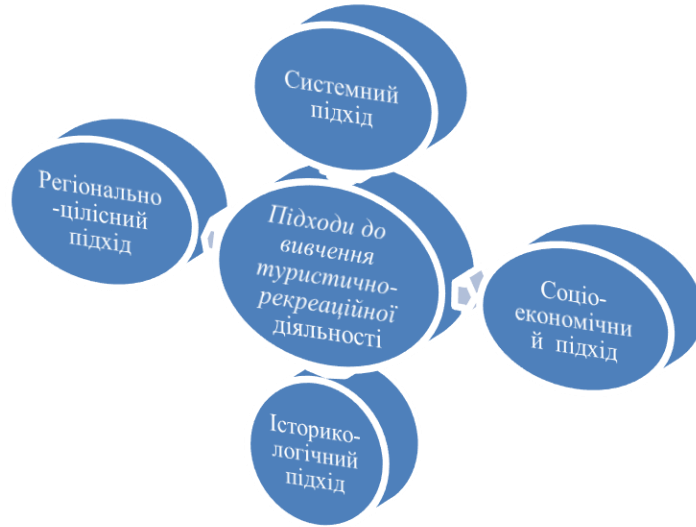 Системний
підхід
Регіонально
-цілісний
підхід
Підходи до
вивчення
туристично-
рекреаційної
діяльності
Соціо-
економічни
й підхід
Історико-
логічний
підхід